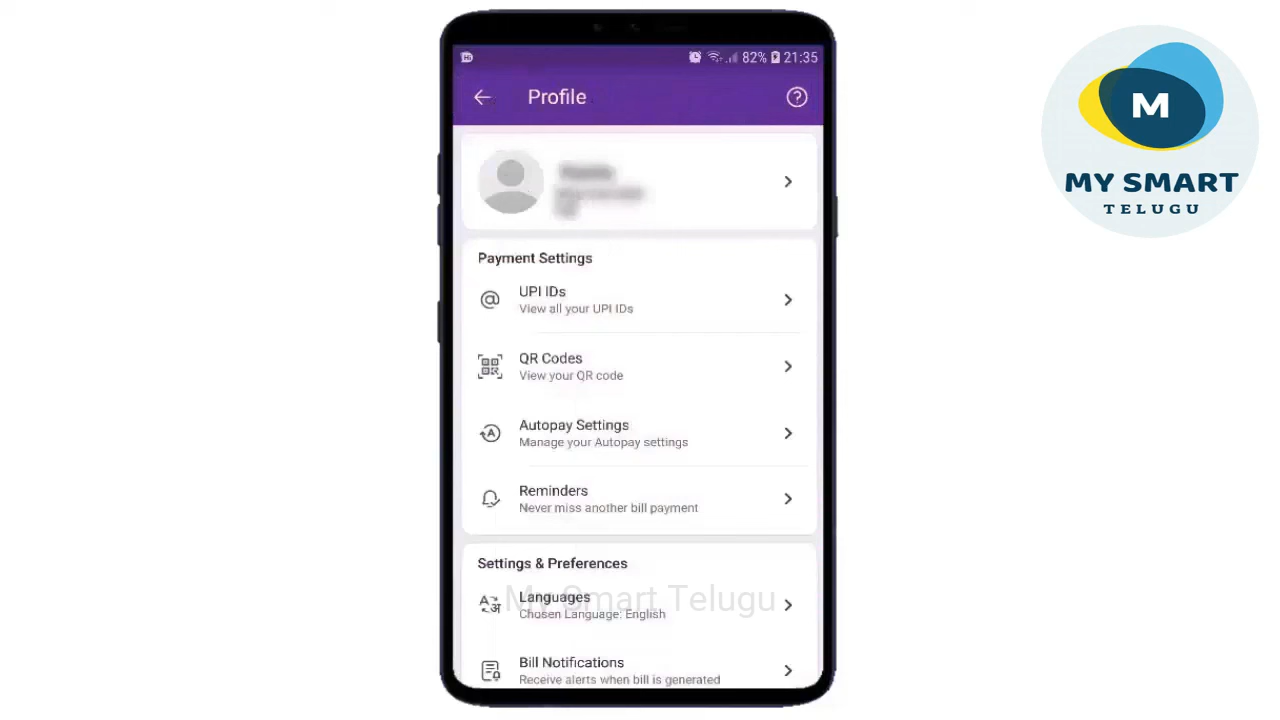 82% 21:35
Profile
Payment Settings
UPI IDs
View all your UPI IDs
QR Codes
View your QR code
Autopay Settings
Manage your Autopay settings
Reminders
Never miss another bill payment
Settings & Preferences
Languages
Chosen Language: English
Bill Notifications
Receive alerts when bill is generated
My Smart Telugu
M
MY SMART
TELUGU